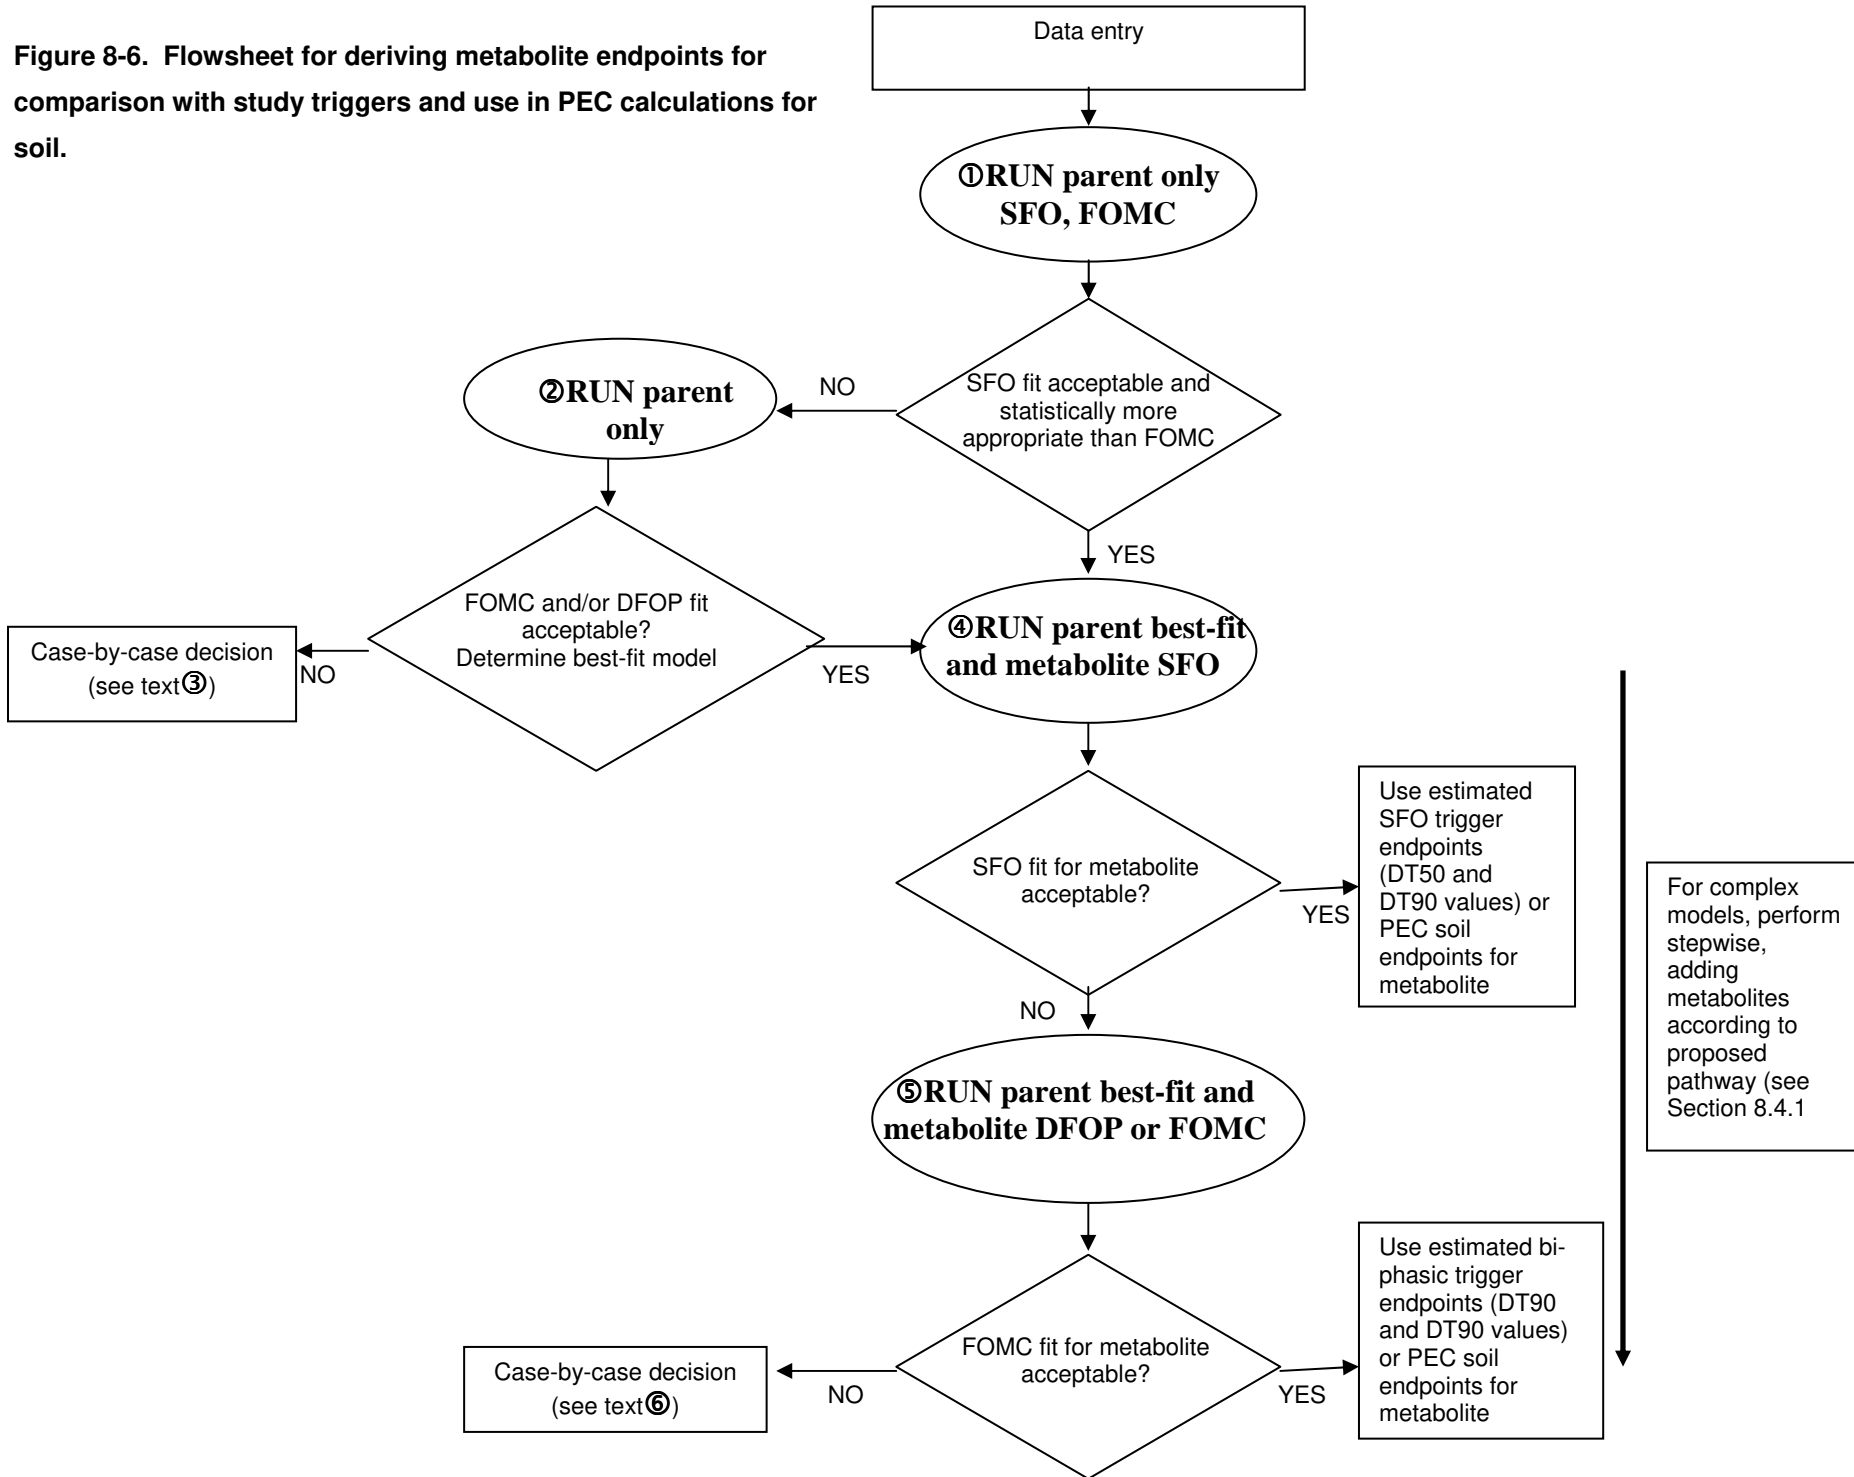 Figure 8-6. Flowsheet for deriving metabolite endpoints for
comparison with study triggers and use in PEC calculations for
soil.
Data entry
①RUN parent only
SFO, FOMC
SFO fit acceptable and
statistically more
appropriate than FOMC
NO
②RUN parent
only
YES
FOMC and/or DFOP fit
acceptable?
Determine best-fit model
NO
Case-by-case decision
(see text③)
YES
④RUN parent best-fit
and metabolite SFO
SFO fit for metabolite
acceptable?
YES
Use estimated
SFO trigger
endpoints
(DT50 and
DT90 values) or
PEC soil
endpoints for
metabolite
For complex
models, perform
stepwise,
adding
metabolites
according to
proposed
pathway (see
Section 8.4.1
NO
⑤RUN parent best-fit and
metabolite DFOP or FOMC
FOMC fit for metabolite
acceptable?
NO
Case-by-case decision
(see text⑥)
YES
Use estimated bi-
phasic trigger
endpoints (DT90
and DT90 values)
or PEC soil
endpoints for
metabolite